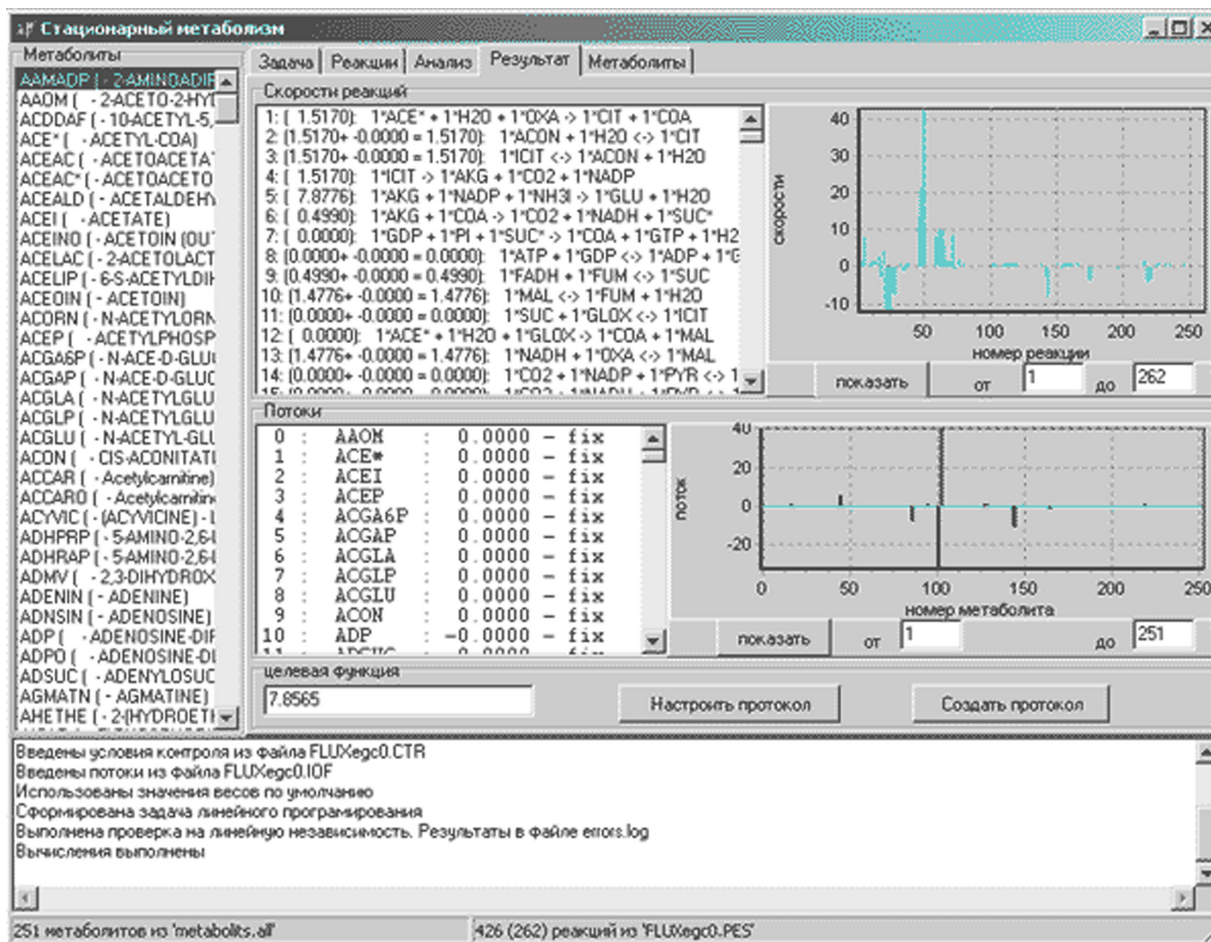 Стационарный метаболизм
Метаболиты
AAMADP ( - 2-AMINOADIF
AAOM ( - 2-ACETO-2-HYI
ACDDAF ( - 10-ACETYL-5,
ACE* ( -ACETYL-COA)
ACEAC ( - ACETOACETA
ACEAC* ( - ACETOACETO
ACEALD ( - ACETALDEHY
ACEI ( - ACETATE)
ACEINO ( - ACETOIN (OU
ACELAC ( - 2-ACETOLACT
ACELIP ( - 6-S-ACETYLDIH
ACEOIN ( - ACETOIN)
ACORN ( - N-ACETYLORN
ACEP ( - ACETYLPHOSP
ACGA6P ( - N-ACE-D-GLU
ACGAP ( - N-ACE-D-GLUC
ACGLA ( - N-ACETYLGLU
ACGLP ( - N-ACETYLGLU
ACGLU ( - N-ACETYL-GLU
ACON ( - CIS-ACONITATI
ACCAR ( - Acetylcarnitine)
ACCARO ( - Acetylcarnitin
ACYVIC ( - (ACYVICINE) - L
ADHPRP ( - 5-AMINO-2,6-I
ADHRAP ( - 5-AMINO-2,6-I
ADMV ( - 2,3-DIHYDROX
ADENIN ( - ADENINE)
ADNSIN ( - ADENOSINE)
ADP ( -ADENOSINE-DIF
ADPO ( -ADENOSINE-DI
ADSUC ( - ADENYLOSUC
AGMATN ( - AGMATINE)
AHETHE ( - 2-(HYDROETH
Задача Реакции Анализ Результат Метаболиты
Скорости реакций
1: ( 1.5170): 1*ACE* + 1*H2O + 1*OXA -> 1*CIT + 1*COA
2: (1.5170+ -0.0000 = 1.5170): 1*ACON + 1*H2O <-> 1*CIT
3: (1.5170+ -0.0000 = 1.5170): 1*ICIT <-> 1*ACON + 1*H2O
4: ( 1.5170): 1*ICIT -> 1*AKG + 1*CO2 + 1*NADP
5: ( 7.8776): 1*AKG + 1*NADP + 1*NH3I -> 1*GLU + 1*H2O
6: ( 0.4990): 1*AKG + 1*COA -> 1*CO2 + 1*NADH + 1*SUC*
7: ( 0.0000): 1*GDP + 1*PI + 1*SUC* -> 1*COA + 1*GTP + 1*H2
8: (0.0000+ -0.0000 = 0.0000): 1*ATP + 1*GDP <-> 1*ADP + 1*G
9: (0.4990+ -0.0000 = 0.4990): 1*FADH + 1*FUM <-> 1*SUC
10: (1.4776+ -0.0000 = 1.4776): 1*MAL <-> 1*FUM + 1*H2O
11: (0.0000+ -0.0000 = 0.0000): 1*SUC + 1*GLOX <-> 1*ICIT
12: ( 0.0000): 1*ACE* + 1*H2O + 1*GLOX -> 1*COA + 1*MAL
13: (1.4776+ -0.0000 = 1.4776): 1*NADH + 1*OXA <-> 1*MAL
14: (0.0000+ -0.0000 = 0.0000): 1*CO2 + 1*NADP + 1*PYR <-> 1
скорости
40
30
20
10
0
-10
50 100 150 200 250
номер реакции
показать от 1 до 262
Потоки
0 : AAOM : 0.0000 - fix
1 : ACE* : 0.0000 - fix
2 : ACEI : 0.0000 - fix
3 : ACEP : 0.0000 - fix
4 : ACGA6P : 0.0000 - fix
5 : ACGAP : 0.0000 - fix
6 : ACGLA : 0.0000 - fix
7 : ACGLP : 0.0000 - fix
8 : ACGLU : 0.0000 - fix
9 : ACON : 0.0000 - fix
10 : ADP : -0.0000 - fix
поток
40
20
0
-20
0 50 100 150 200 250
номер метаболита
показать от 1 до 251
целевая функция
7.8565
Настроить протокол Создать протокол
Введены условия контроля из файла FLUXegc0.CTR
Введены потоки из файла FLUXegc0.IOF
Использованы значения весов по умолчанию
Сформирована задача линейного програмирования
Выполнена проверка на линейную независимость. Результаты в файле errors.log
Вычисления выполнены
251 метаболитов из 'metabolits.all' 426 (262) реакций из 'FLUXegc0.PES'